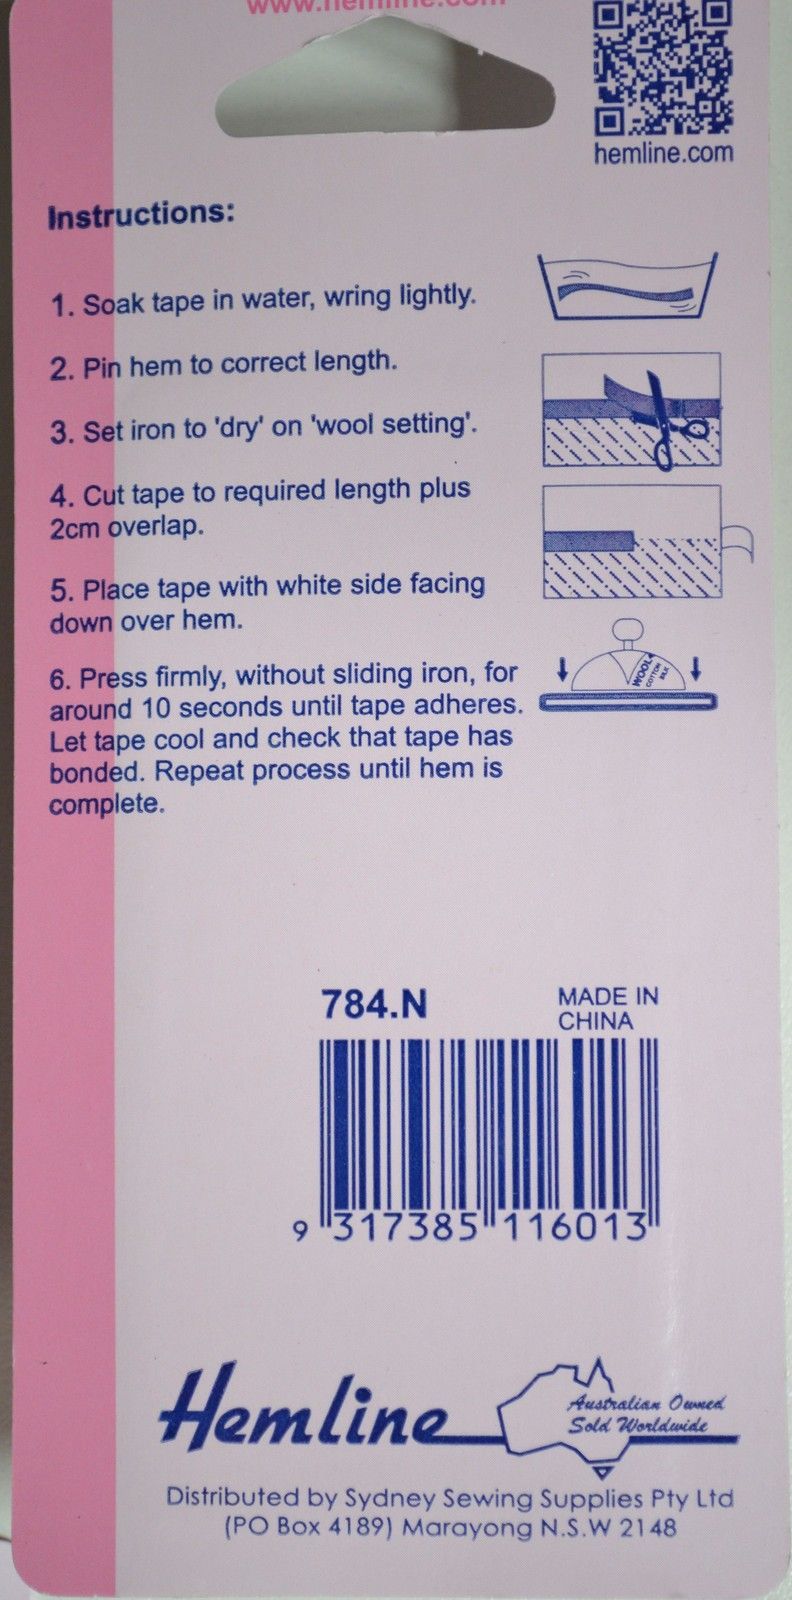 www.hemline.com
hemline.com
Instructions:
1. Soak tape in water, wring lightly.
2. Pin hem to correct length.
3. Set iron to 'dry' on 'wool setting'.
4. Cut tape to required length plus
2cm overlap.
5. Place tape with white side facing
down over hem.
6. Press firmly, without sliding iron, for
around 10 seconds until tape adheres.
Let tape cool and check that tape has
bonded. Repeat process until hem is
complete.
WOOL
COTTON
SILK
784.N
MADE IN
CHINA
9 317385 116013
Hemline
Australian Owned
Sold Worldwide
Distributed by Sydney Sewing Supplies Pty Ltd
(PO Box 4189) Marayong N.S.W 2148